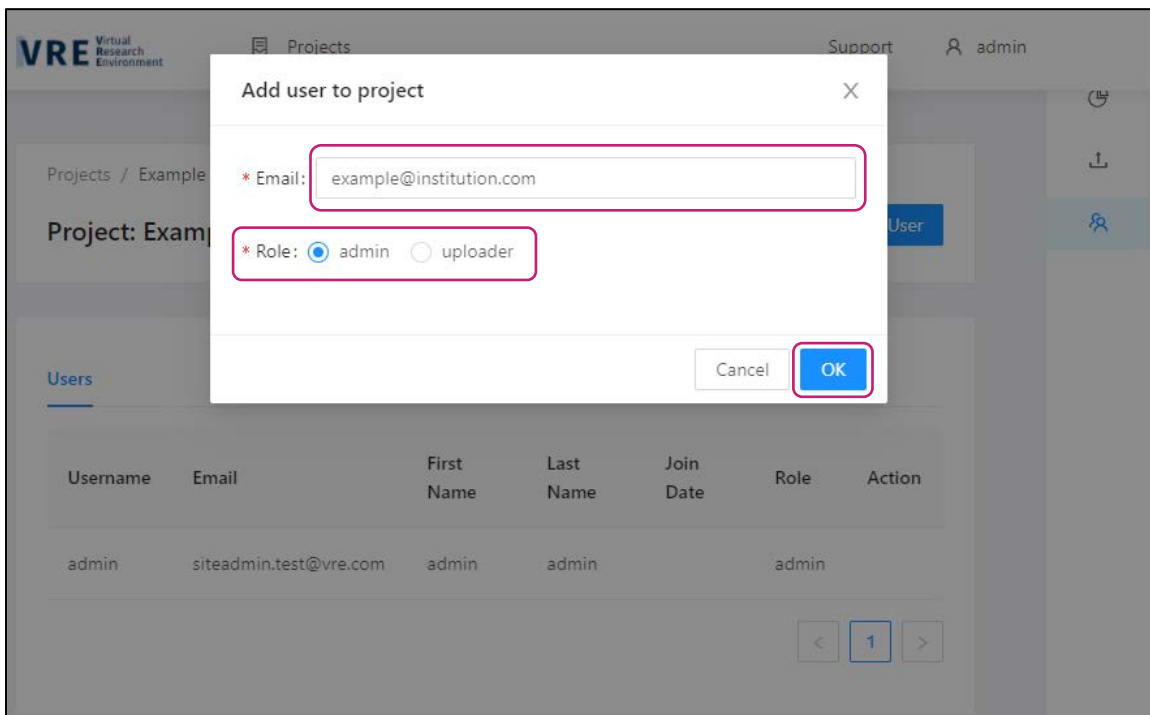 VRE Virtual Research Environment
Projects
Support
admin
Add user to project
X
Projects / Example
* Email: example@institution.com
Project: Examp
User
* Role: admin uploader
Cancel
OK
Users
Username Email First Name Last Name Join Date Role Action
admin siteadmin.test@vre.com admin admin admin
< 1 >